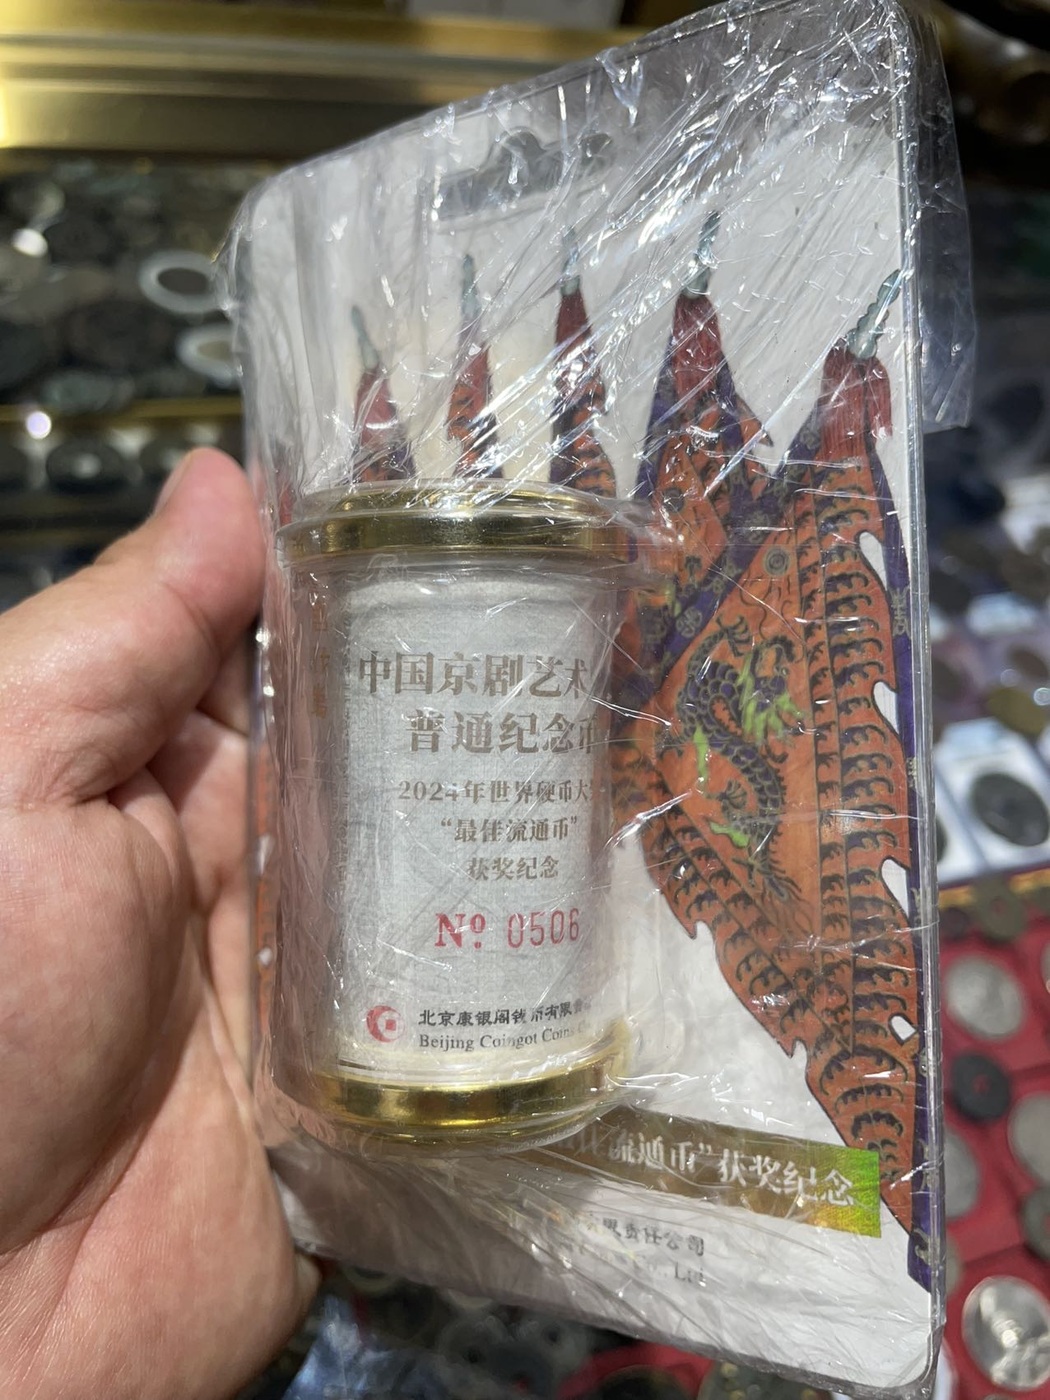 中国京剧艺术
普通纪念币
2024年世界硬币大
“最佳流通币”
获奖纪念
Nº 0506
北京康银阁钱币有限
Beijing Coingot Coins
流通币”获奖纪念
限责任公司
Ltd